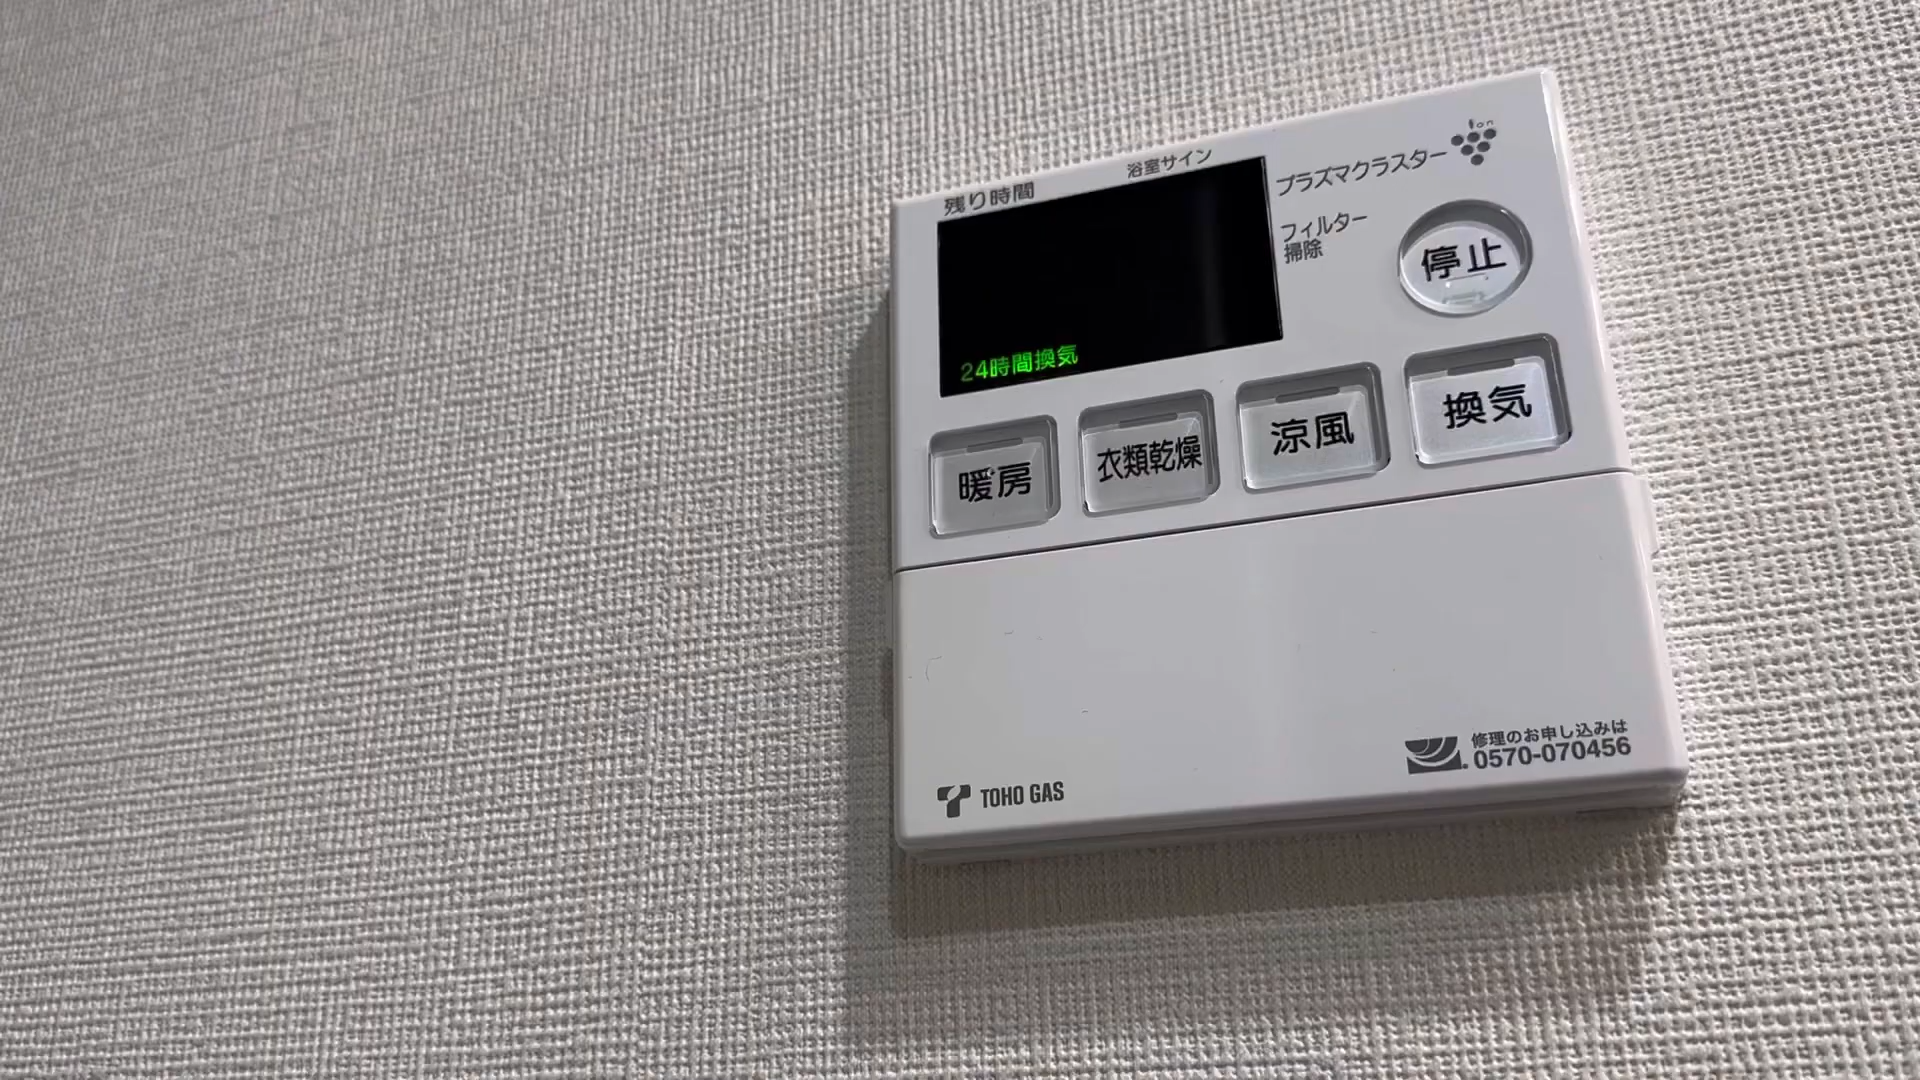 残り時間
浴室サイン
プラズマクラスター
ion
フィルター
掃除
停止
24時間換気
暖房
衣類乾燥
涼風
換気
TOHO GAS
修理のお申し込みは
0570-070456